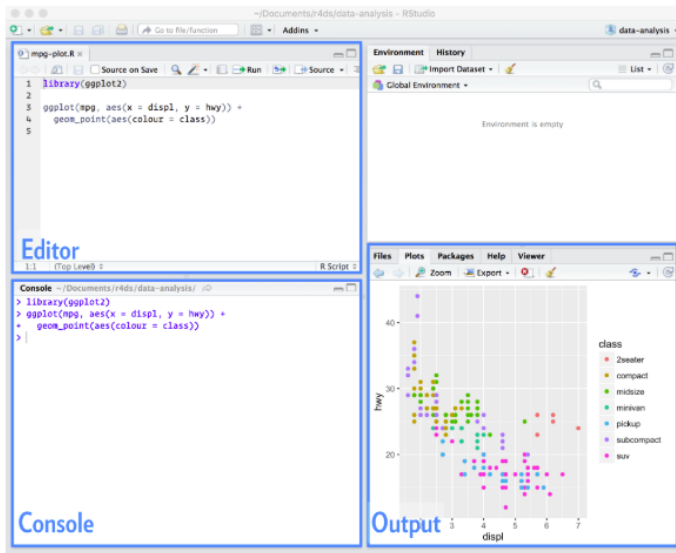 ~/Documents/r4ds/data-analysis - RStudio
Go to file/function
Addins
data-analysis
mpg-plot.R
Source on Save
Run
Source
1 library(ggplot2)
2
3 ggplot(mpg, aes(x = displ, y = hwy)) +
4 geom_point(aes(colour = class))
5
Editor
1:1 (Top Level) R Script
Environment History
Import Dataset
List
Global Environment
Environment is empty
Console ~/Documents/r4ds/data-analysis/
> library(ggplot2)
> ggplot(mpg, aes(x = displ, y = hwy)) +
+ geom_point(aes(colour = class))
>
Console
Files Plots Packages Help Viewer
Zoom Export
40
30
20
hwy
3 4 5 6 7
displ
class
2seater
compact
midsize
minivan
pickup
subcompact
suv
Output